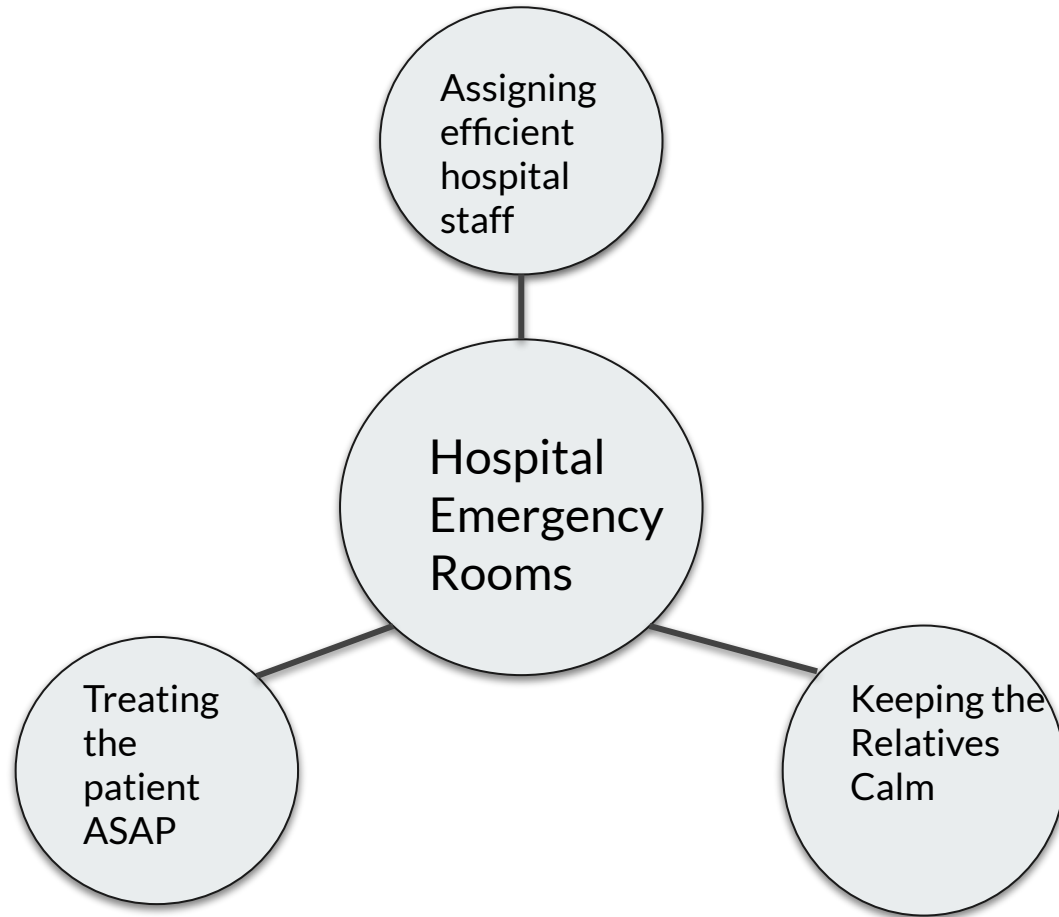 Assigning
efficient
hospital
staff
Hospital
Emergency
Rooms
Treating
the
patient
ASAP
Keeping the
Relatives
Calm